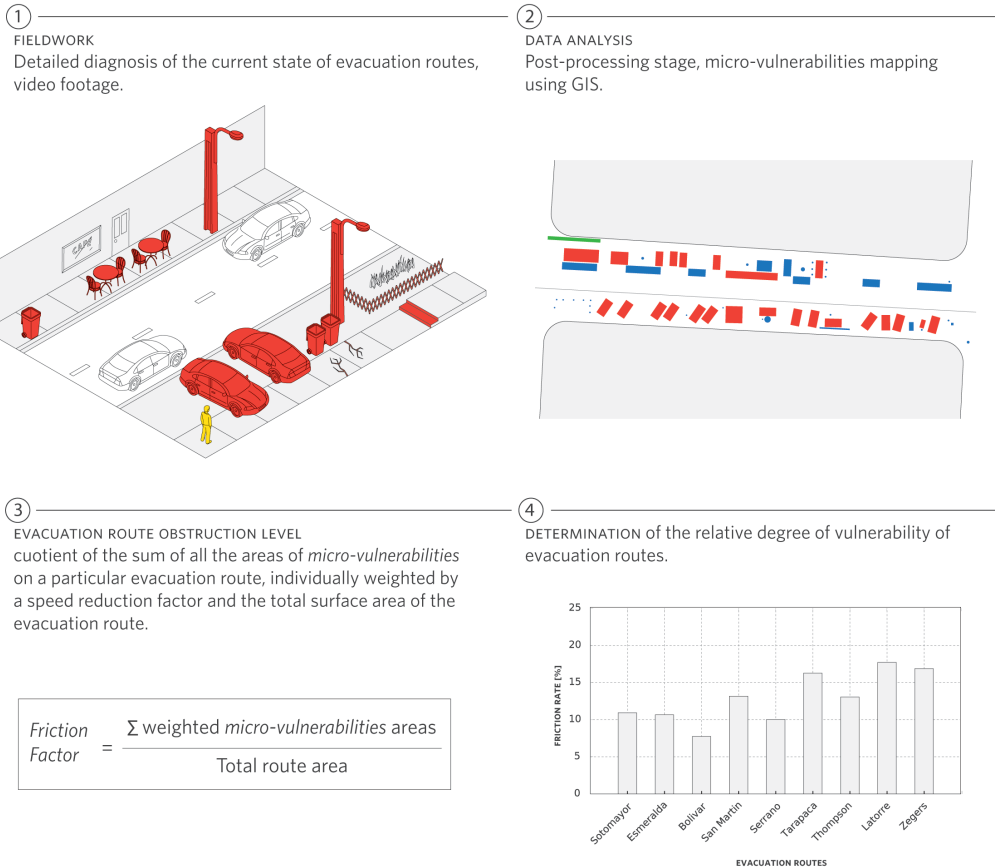 1
FIELDWORK
Detailed diagnosis of the current state of evacuation routes,
video footage.
CAFE
2
DATA ANALYSIS
Post-processing stage, micro-vulnerabilities mapping
using GIS.
3
EVACUATION ROUTE OBSTRUCTION LEVEL
cuotient of the sum of all the areas of micro-vulnerabilities
on a particular evacuation route, individually weighted by
a speed reduction factor and the total surface area of the
evacuation route.
Friction
Factor
=
∑ weighted micro-vulnerabilities areas
Total route area
4
DETERMINATION of the relative degree of vulnerability of
evacuation routes.
FRICTION RATE [%]
25
20
15
10
5
0
Sotomayor
Esmeralda
Bolivar
San Martin
Serrano
Tarapaca
Thompson
Latorre
Zegers
EVACUATION ROUTES